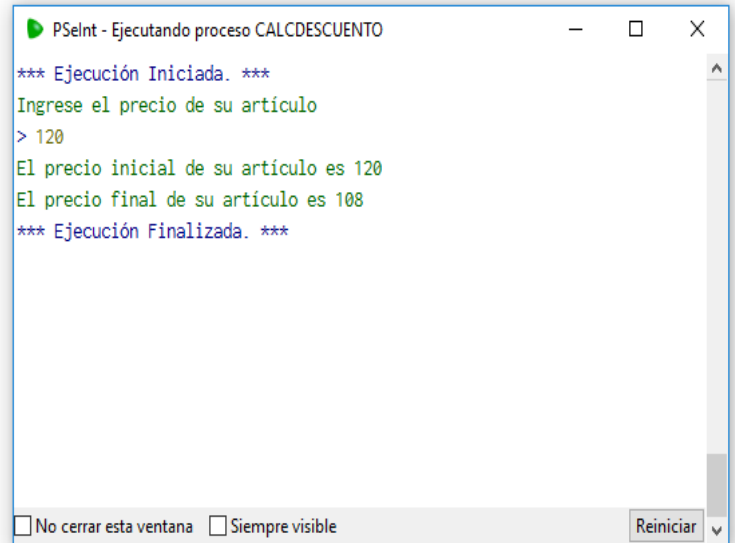 PSeInt - Ejecutando proceso CALCDESCUENTO
*** Ejecución Iniciada. ***
Ingrese el precio de su artículo
> 120
El precio inicial de su artículo es 120
El precio final de su artículo es 108
*** Ejecución Finalizada. ***
No cerrar esta ventana Siempre visible Reiniciar